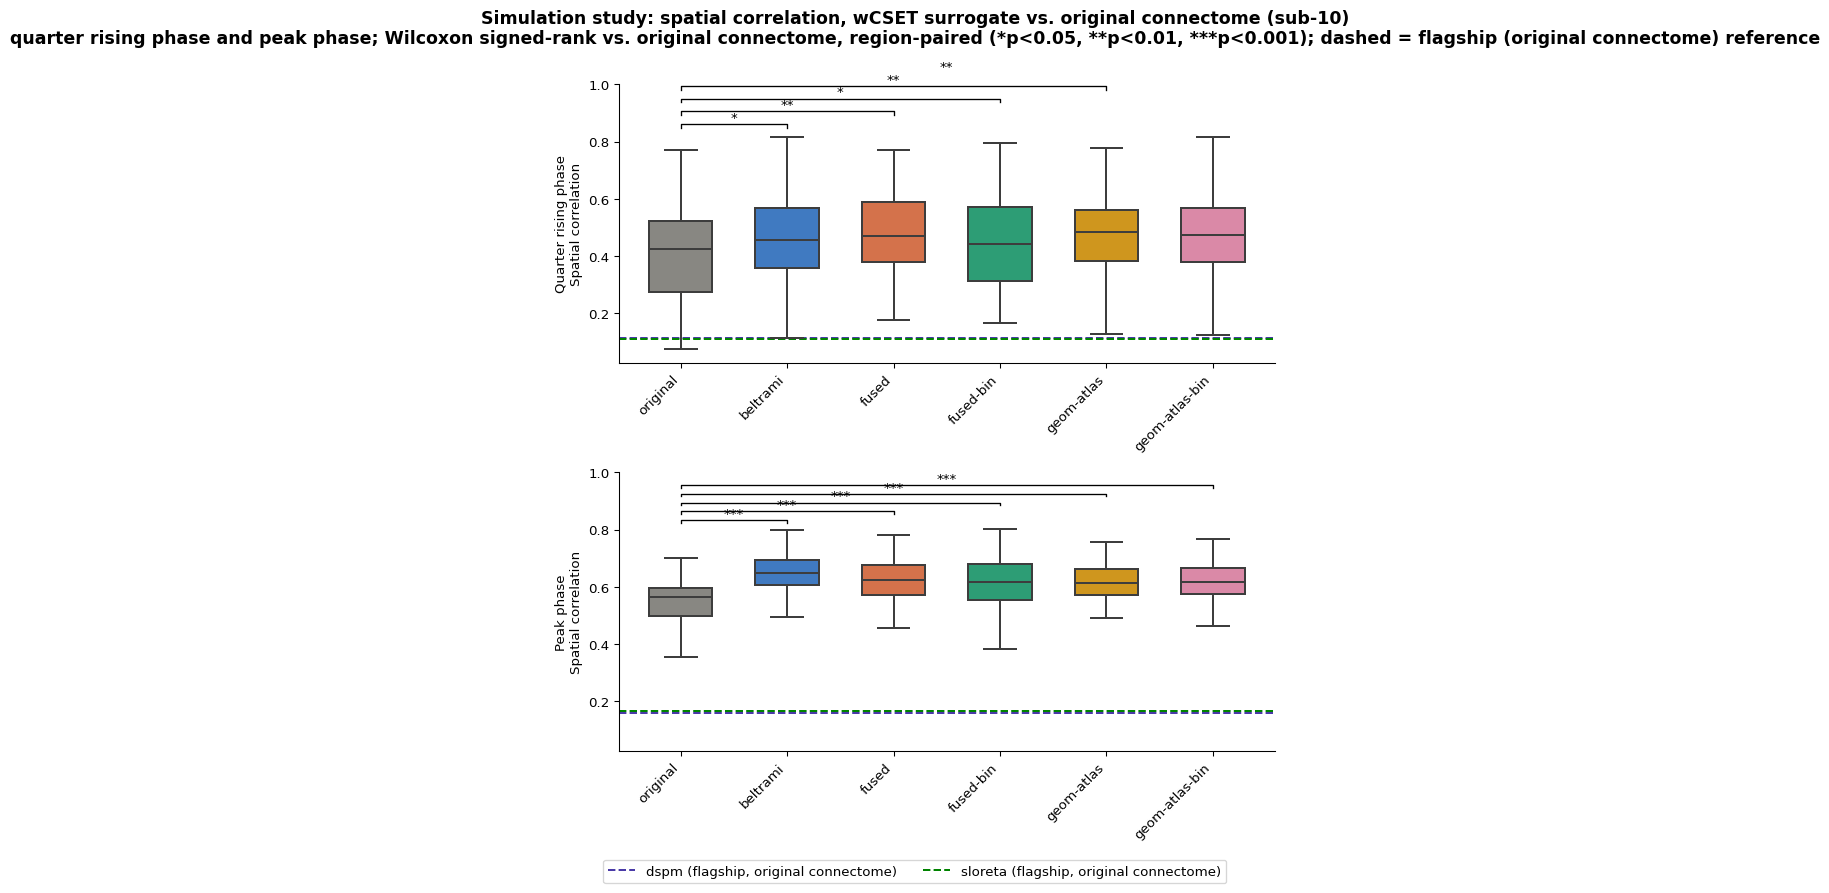 Simulation study: spatial correlation, wCSET surrogate vs. original connectome (sub-10)
quarter rising phase and peak phase; Wilcoxon signed-rank vs. original connectome, region-paired (*p<0.05, **p<0.01, ***p<0.001); dashed = flagship (original connectome) reference
**
**
*
**
*
1.0
0.8
0.6
0.4
0.2
Quarter rising phase
Spatial correlation
original
beltrami
fused
fused-bin
geom-atlas
geom-atlas-bin
***
***
***
***
***
1.0
0.8
0.6
0.4
0.2
Peak phase
Spatial correlation
original
beltrami
fused
fused-bin
geom-atlas
geom-atlas-bin
dspm (flagship, original connectome)
sloreta (flagship, original connectome)